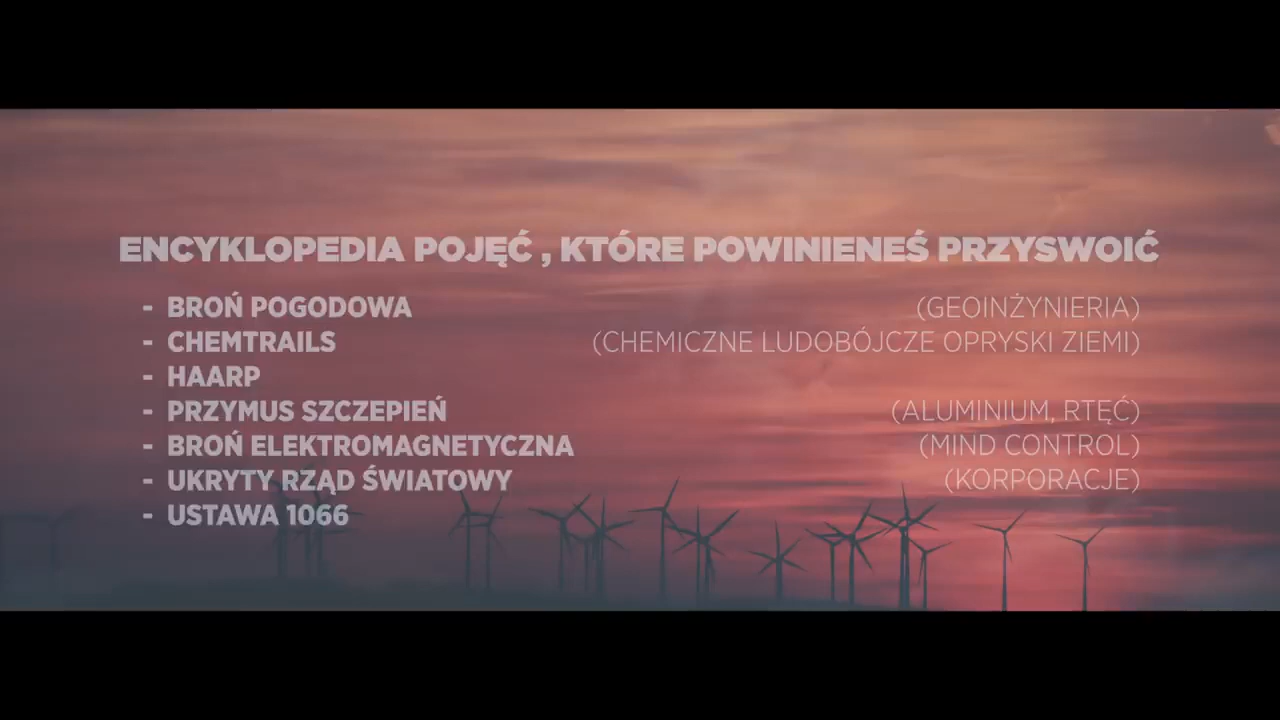 ENCYKLOPEDIA POJĘĆ , KTÓRE POWINIENEŚ PRZYSWOIĆ
- BROŃ POGODOWA (GEOINŻYNIERIA)
- CHEMTRAILS (CHEMICZNE LUDOBÓJCZE OPRYSKI ZIEMI)
- HAARP
- PRZYMUS SZCZEPIEŃ (ALUMINIUM, RTĘĆ)
- BROŃ ELEKTROMAGNETYCZNA (MIND CONTROL)
- UKRYTY RZĄD ŚWIATOWY (KORPORACJE)
- USTAWA 1066